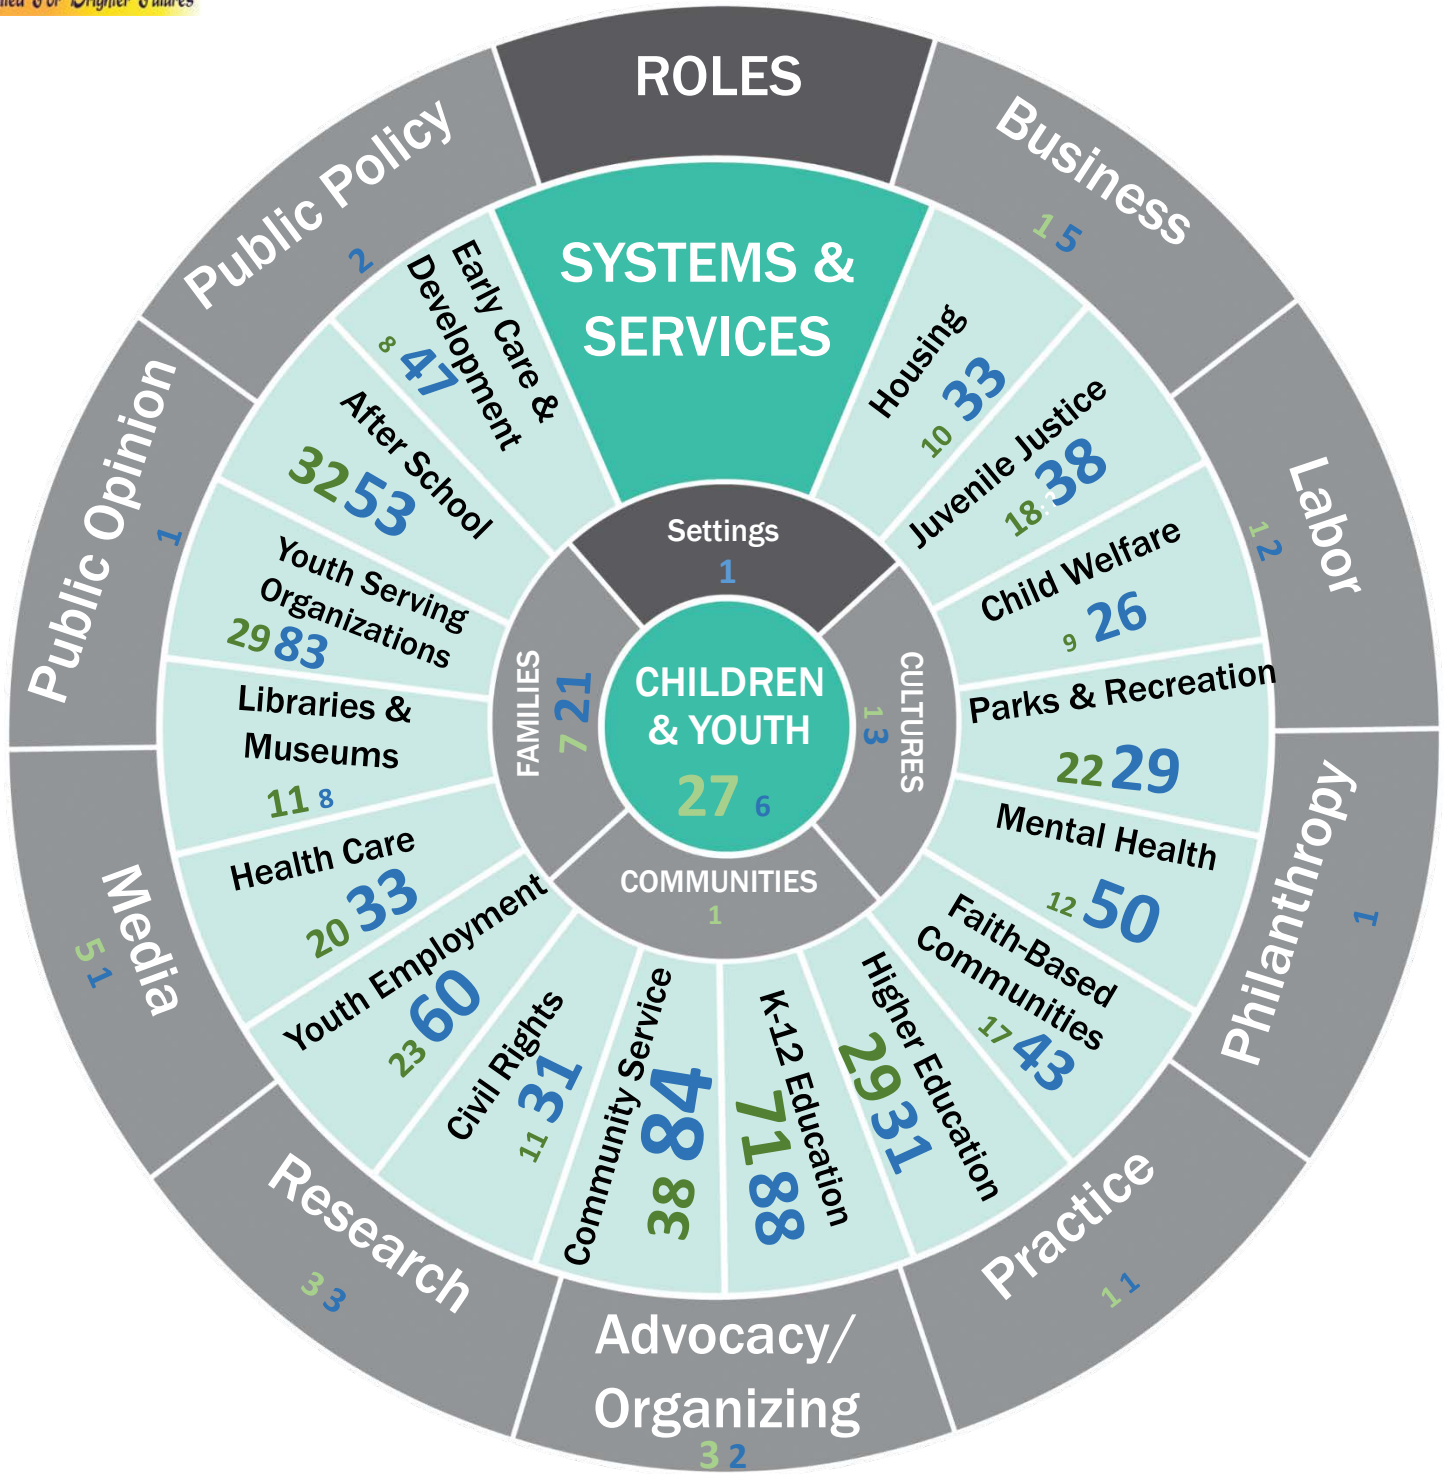 For Brighter Futures
ROLES
Business
1 5
Labor
1 2
Philanthropy
1
Practice
1 1
Advocacy/
Organizing
3 2
Research
3 3
Media
5 1
Public Opinion
1
Public Policy
2
SYSTEMS &
SERVICES
Housing
10 33
Juvenile Justice
18 38
Child Welfare
9 26
Parks & Recreation
22 29
Mental Health
12 50
Faith-Based
Communities
17 43
Higher Education
29 31
K-12 Education
71 88
Community Service
38 84
Civil Rights
11 31
Youth Employment
23 60
Health Care
20 33
Libraries &
Museums
11 8
Youth Serving
Organizations
29 83
After School
32 53
Early Care &
Development
8 47
Settings
1
CULTURES
1 3
COMMUNITIES
1
FAMILIES
7 21
CHILDREN
& YOUTH
27 6